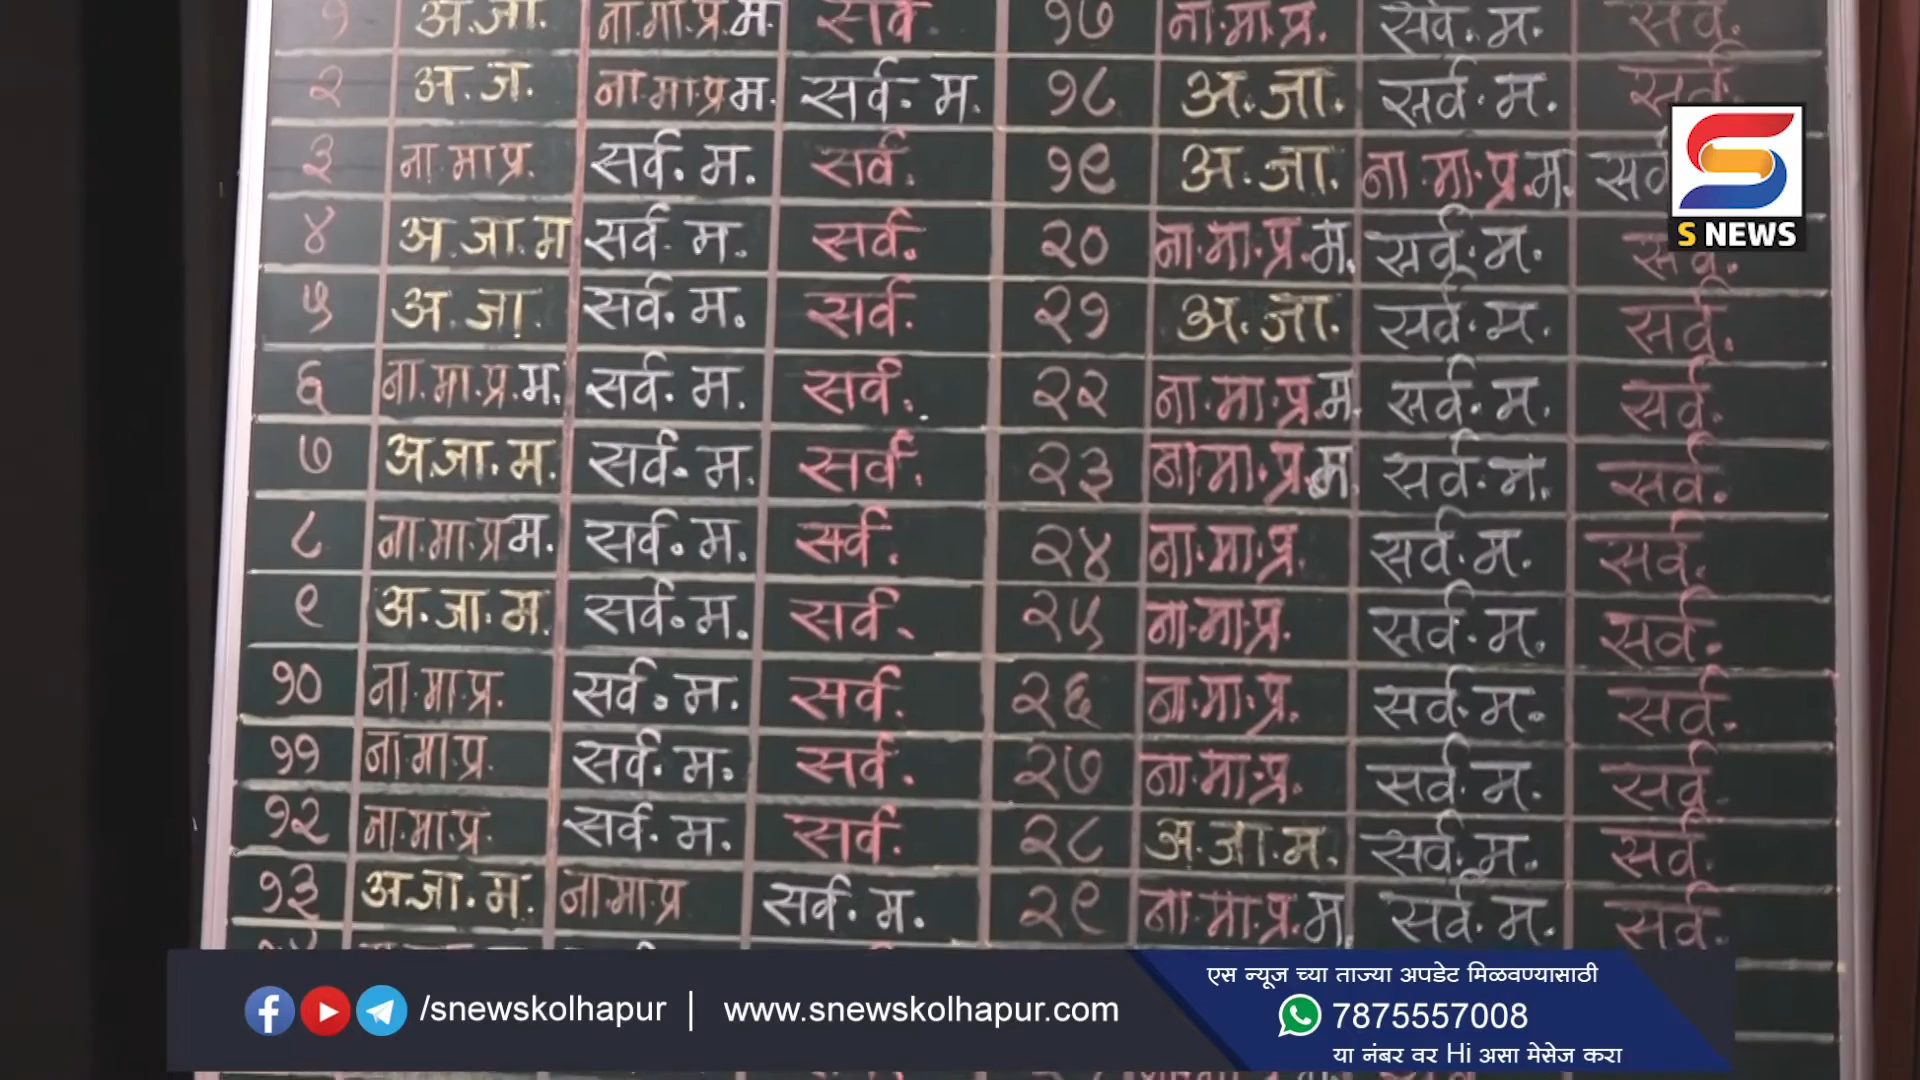 १ अ.जा. ना.मा.प्र.म. सर्व १७ ना.मा.प्र. सर्व.म. सर्व.
२ अ.ज. ना.मा.प्र.म. सर्व.म. १८ अ.जा. सर्व.म. सर्व.
३ ना.मा.प्र. सर्व.म. सर्व. १९ अ.जा. ना.मा.प्र.म. सर्व
४ अ.जा.म सर्व.म. सर्व. २० ना.मा.प्र.म. सर्व.म. सर्व.
५ अ.जा. सर्व.म. सर्व. २१ अ.जा. सर्व.म. सर्व.
६ ना.मा.प्र.म. सर्व.म. सर्व. २२ ना.मा.प्र.म. सर्व.म. सर्व.
७ अ.जा.म. सर्व.म. सर्व. २३ ना.मा.प्र.म. सर्व.म. सर्व.
८ ना.मा.प्र.म. सर्व.म. सर्व. २४ ना.मा.प्र. सर्व.म. सर्व.
९ अ.जा.म. सर्व.म. सर्व. २५ ना.मा.प्र. सर्व.म. सर्व.
१० ना.मा.प्र. सर्व.म. सर्व. २६ ना.मा.प्र. सर्व.म. सर्व.
११ ना.मा.प्र. सर्व.म. सर्व. २७ ना.मा.प्र. सर्व.म. सर्व.
१२ ना.मा.प्र. सर्व.म. सर्व. २८ अ.जा.म. सर्व.म. सर्व.
१३ अ.जा.म. ना.मा.प्र सर्व.म. २९ ना.मा.प्र.म. सर्व.म. सर्व.
S NEWS
/snewskolhapur | www.snewskolhapur.com
एस न्यूज च्या ताज्या अपडेट मिळवण्यासाठी
7875557008
या नंबर वर Hi असा मेसेज करा